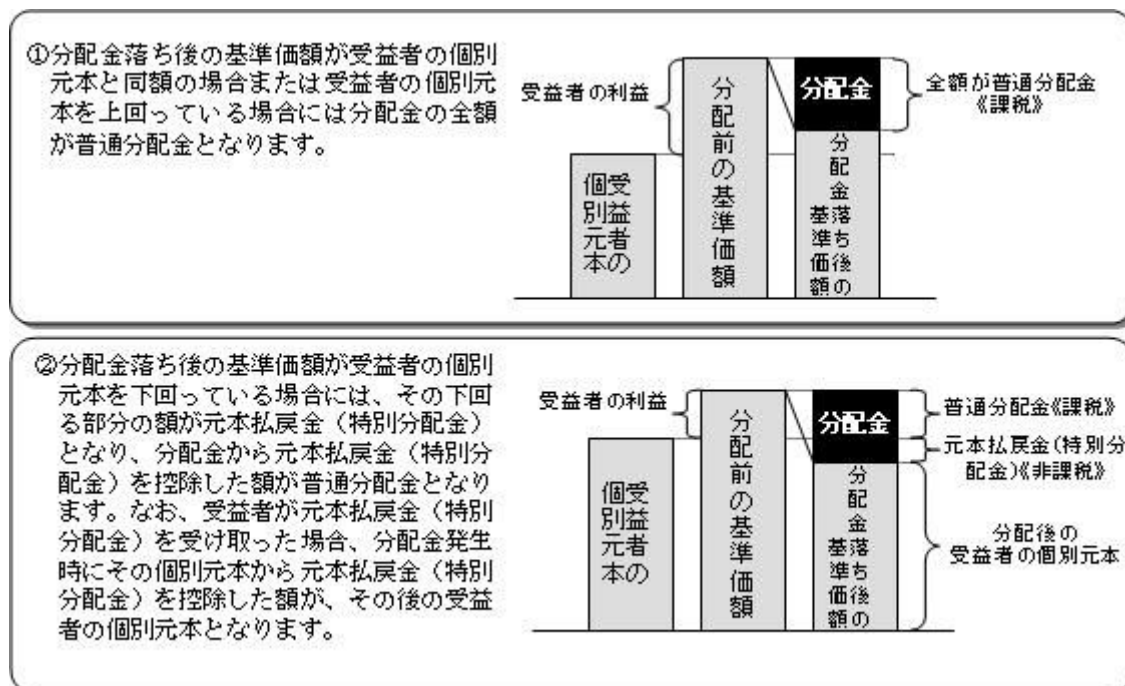 ①分配金落ち後の基準価額が受益者の個別
元本と同額の場合または受益者の個別元
本を上回っている場合には分配金の全額
が普通分配金となります。
受益者の利益
受益者の
個別元本
分配前の基準価額
分配金
分配金落ち後の
基準価額
全額が普通分配金
《課税》
②分配金落ち後の基準価額が受益者の個別
元本を下回っている場合には、その下回
る部分の額が元本払戻金（特別分配金）
となり、分配金から元本払戻金（特別分
配金）を控除した額が普通分配金となり
ます。なお、受益者が元本払戻金（特別
分配金）を受け取った場合、分配金発生
時にその個別元本から元本払戻金（特別
分配金）を控除した額が、その後の受益
者の個別元本となります。
受益者の利益
受益者の
個別元本
分配前の基準価額
分配金
分配金落ち後の
基準価額
普通分配金《課税》
元本払戻金（特別分
配金）《非課税》
分配後の
受益者の個別元本